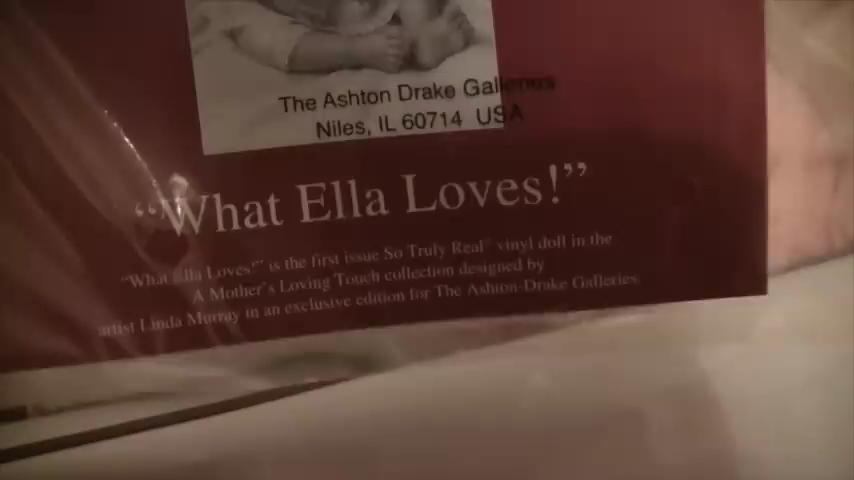 The Ashton Drake Galleries
Niles, IL 60714 USA
“What Ella Loves!”
“What Ella Loves!” is the first issue So Truly Real® vinyl doll in the
A Mother's Loving Touch collection designed by
artist Linda Murray in an exclusive edition for The Ashton-Drake Galleries.